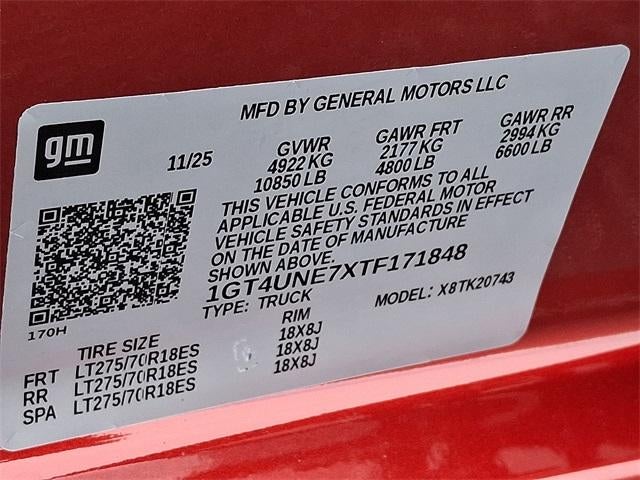 MFD BY GENERAL MOTORS LLC
gm
11/25
GVWR GAWR FRT GAWR RR
4922 KG 2177 KG 2994 KG
10850 LB 4800 LB 6600 LB
THIS VEHICLE CONFORMS TO ALL
APPLICABLE U.S. FEDERAL MOTOR
VEHICLE SAFETY STANDARDS IN EFFECT
ON THE DATE OF MANUFACTURE
SHOWN ABOVE.
1GT4UNE7XTF171848
TYPE: TRUCK MODEL: X8TK20743
170H
TIRE SIZE RIM
FRT LT275/70R18ES 18X8J
RR LT275/70R18ES 18X8J
SPA LT275/70R18ES 18X8J